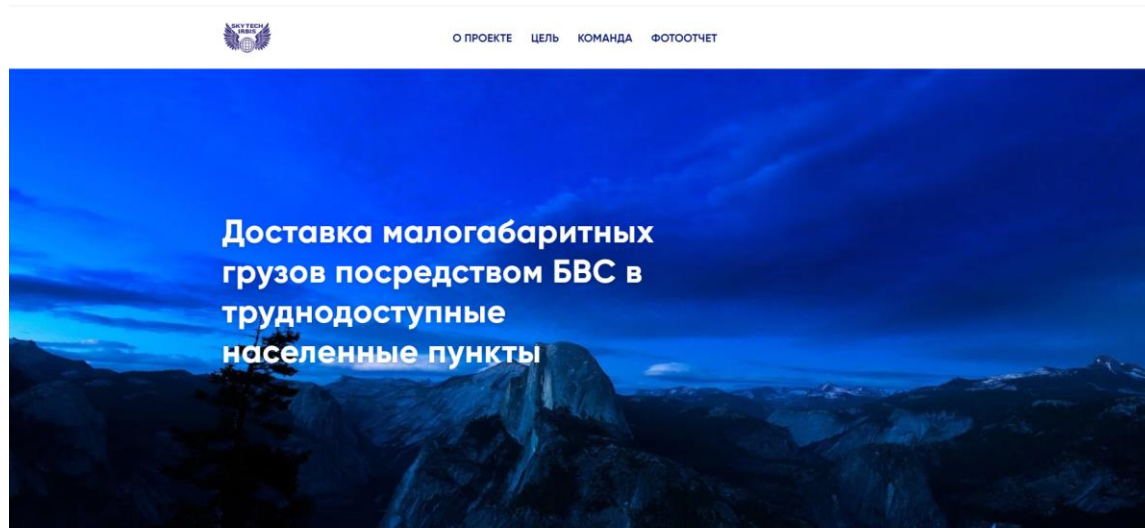 SKYTECH
IRBIS
О ПРОЕКТЕ ЦЕЛЬ КОМАНДА ФОТООТЧЕТ
Доставка малогабаритных
грузов посредством БВС в
труднодоступные
населенные пункты